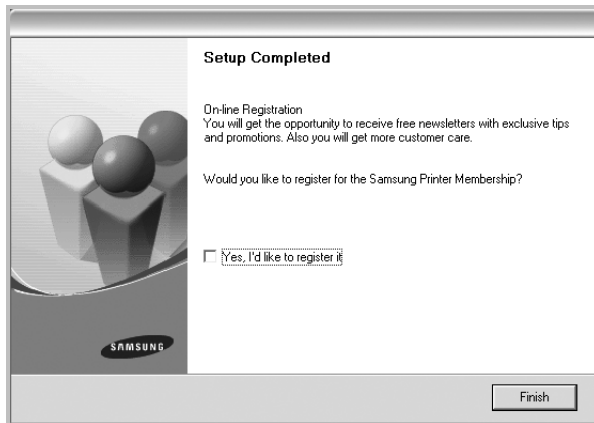 Setup Completed
On-line Registration
You will get the opportunity to receive free newsletters with exclusive tips
and promotions. Also you will get more customer care.
Would you like to register for the Samsung Printer Membership?
Yes, I'd like to register it
SAMSUNG
Finish